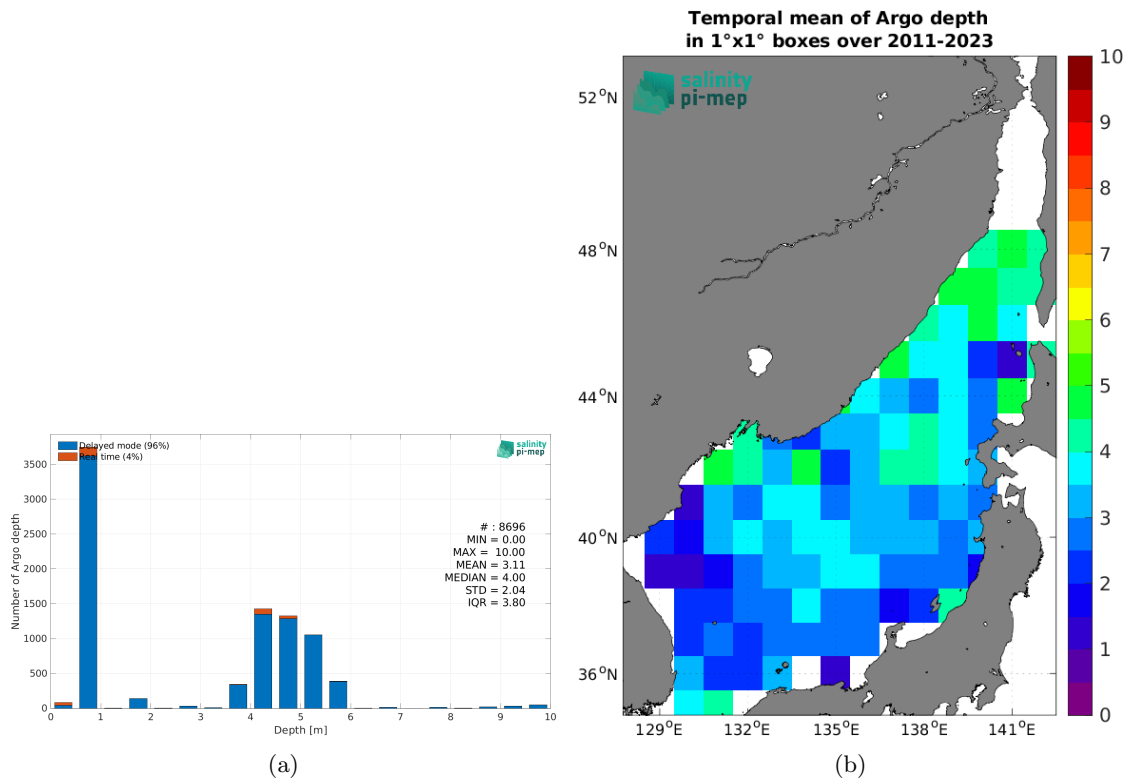 Temporal mean of Argo depth
in 1°x1° boxes over 2011-2023
salinity
pi-mep
52°N
48°N
44°N
40°N
36°N
129°E 132°E 135°E 138°E 141°E
10
9
8
7
6
5
4
3
2
1
0
Delayed mode (96%)
Real time (4%)
salinity
pi-mep
# : 8696
MIN = 0.00
MAX = 10.00
MEAN = 3.11
MEDIAN = 4.00
STD = 2.04
IQR = 3.80
Number of Argo depth
3500
3000
2500
2000
1500
1000
500
0
0 1 2 3 4 5 6 7 8 9 10
Depth [m]
(a)
(b)